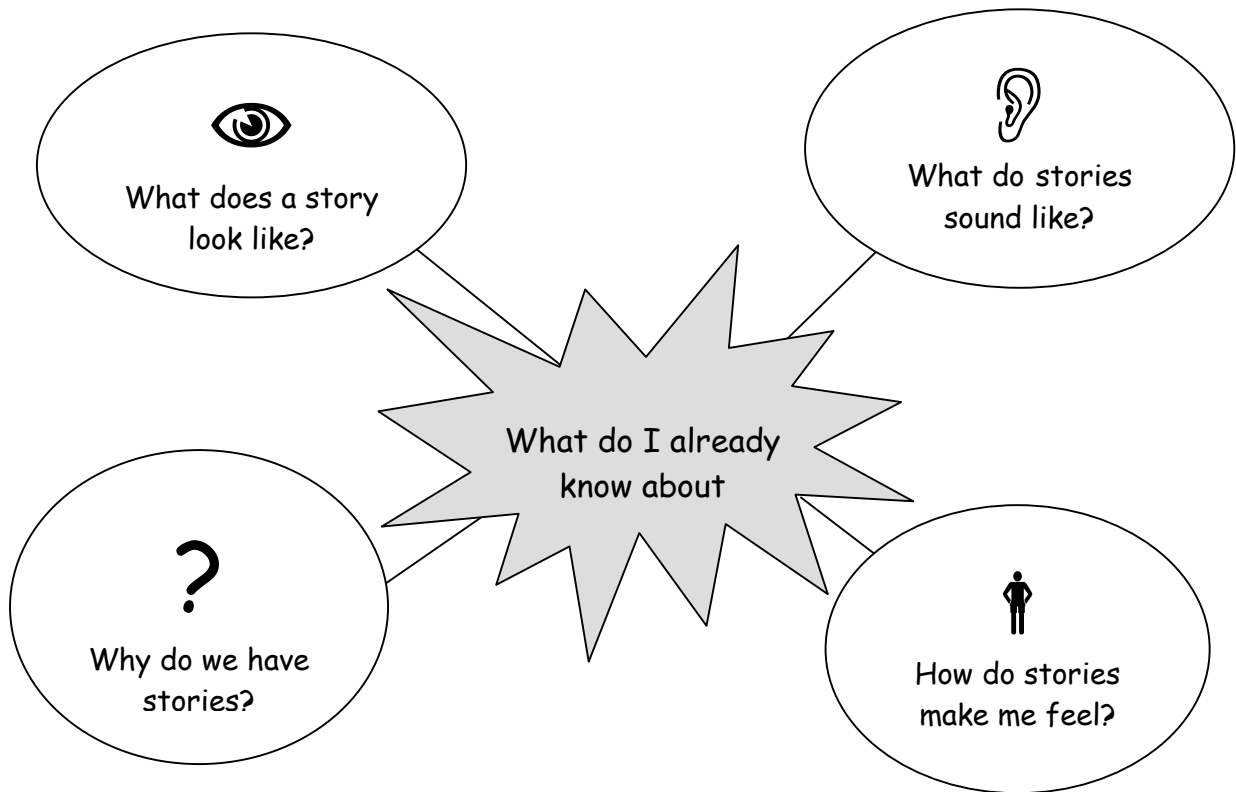 What does a story
look like?
What do stories
sound like?
What do I already
know about
?
Why do we have
stories?
How do stories
make me feel?